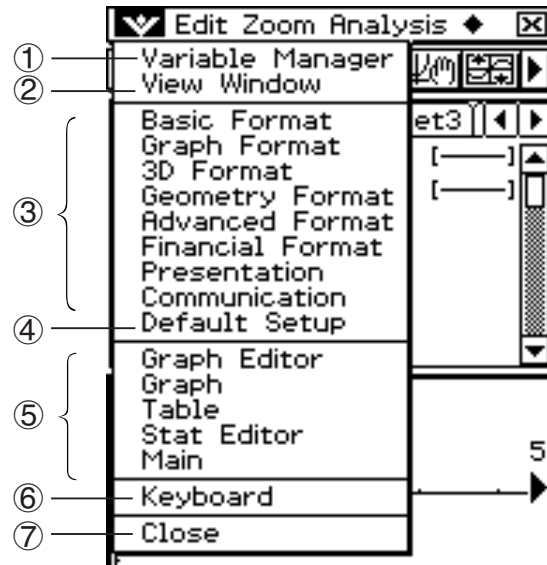 Edit Zoom Analysis ◆
① Variable Manager
② View Window
③
Basic Format
Graph Format
3D Format
Geometry Format
Advanced Format
Financial Format
Presentation
Communication
④ Default Setup
⑤
Graph Editor
Graph
Table
Stat Editor
Main
⑥ Keyboard
⑦ Close
et3
5